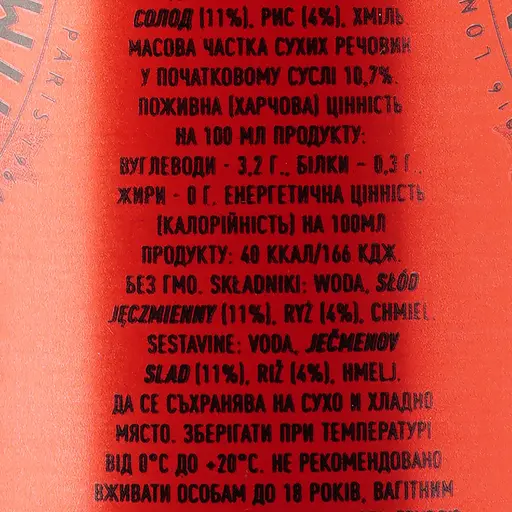 СОЛОД (11%), РИС (4%), ХМІЛЬ.
МАСОВА ЧАСТКА СУХИХ РЕЧОВИН
У ПОЧАТКОВОМУ СУСЛІ 10,7%.
ПОЖИВНА (ХАРЧОВА) ЦІННІСТЬ
НА 100 МЛ ПРОДУКТУ:
ВУГЛЕВОДИ - 3,2 Г., БІЛКИ - 0,3 Г.,
ЖИРИ - 0 Г. ЕНЕРГЕТИЧНА ЦІННІСТЬ
(КАЛОРІЙНІСТЬ) НА 100МЛ
ПРОДУКТУ: 40 ККАЛ/166 КДЖ.
БЕЗ ГМО. SKŁADNIKI: WODA, SŁÓD
JĘCZMIENNY (11%), RYŻ (4%), CHMIEL.
SESTAVINE: VODA, JEČMENOV
SLAD (11%), RIŽ (4%), HMELJ.
ДА СЕ СЪХРАНЯВА НА СУХО И ХЛАДНО
МЯСТО. ЗБЕРІГАТИ ПРИ ТЕМПЕРАТУРІ
ВІД 0°C ДО +20°C. НЕ РЕКОМЕНДОВАНО
ВЖИВАТИ ОСОБАМ ДО 18 РОКІВ, ВАГІТНИМ
PARIS